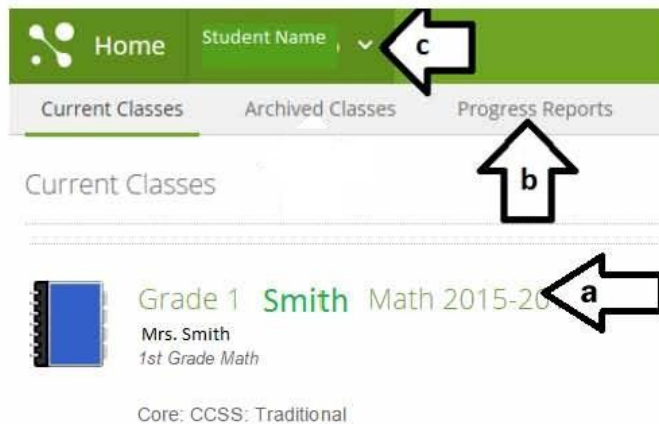 Home Student Name c
Current Classes Archived Classes Progress Reports
b
Current Classes
Grade 1 Smith Math 2015-20 a
Mrs. Smith
1st Grade Math
Core: CCSS: Traditional